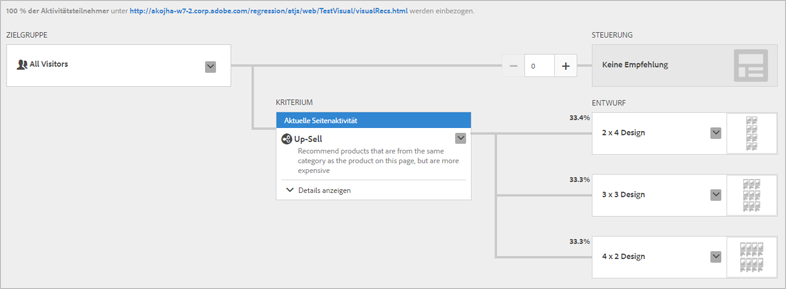 100 % der Aktivitätsteilnehmer unter http://okojha-w7-2.corp.adobe.com/regression/otjs/web/TestVisual/visualRecs.html werden einbezogen.
ZIELGRUPPE
STEUERUNG
All Visitors
0
Keine Empfehlung
KRITERIUM
ENTWURF
Aktuelle Seitenaktivität
33.4%
Up-Sell
2 x 4 Design
Recommend products that are from the same
category as the product on this page, but are more
expensive
Details anzeigen
33.3%
3 x 3 Design
33.3%
4 x 2 Design